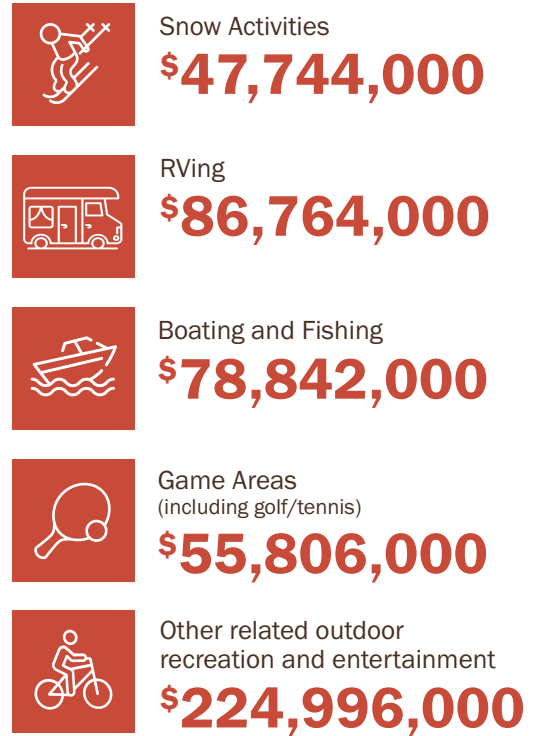 Snow Activities
$47,744,000
RVing
$86,764,000
Boating and Fishing
$78,842,000
Game Areas
(including golf/tennis)
$55,806,000
Other related outdoor
recreation and entertainment
$224,996,000